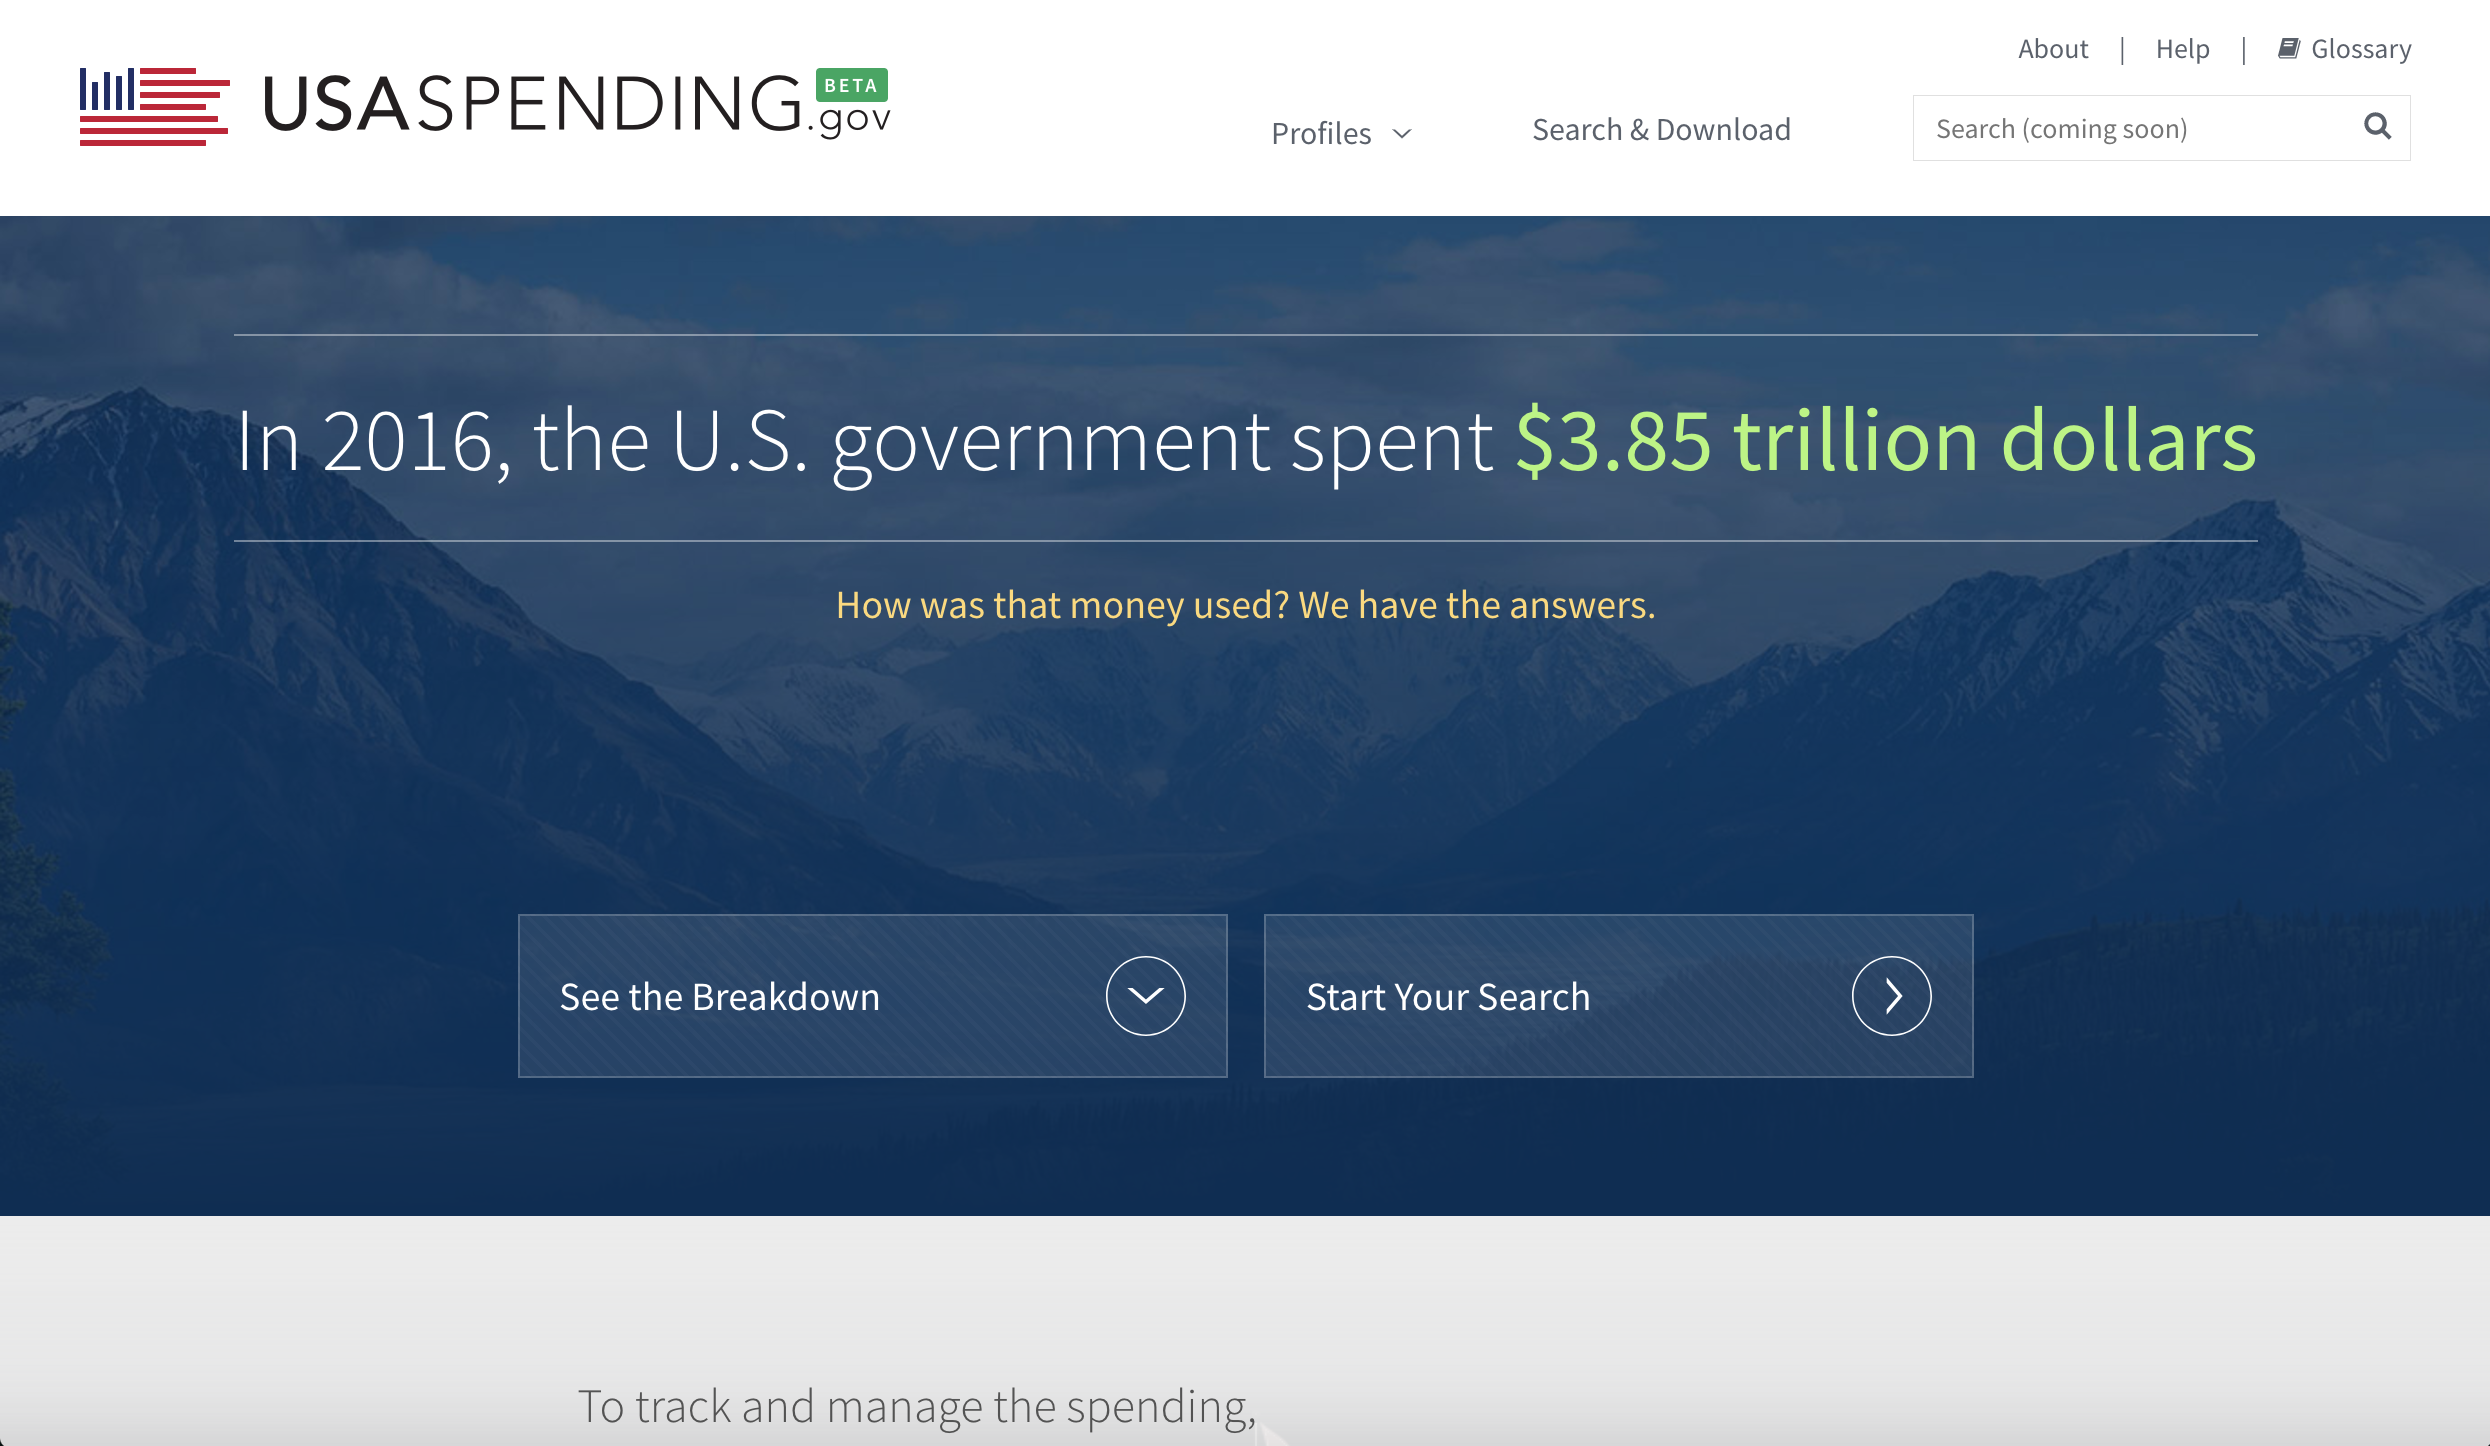 About | Help | Glossary
USASPENDING.gov BETA
Profiles
Search & Download
Search (coming soon)
In 2016, the U.S. government spent $3.85 trillion dollars
How was that money used? We have the answers.
See the Breakdown
Start Your Search
To track and manage the spending,